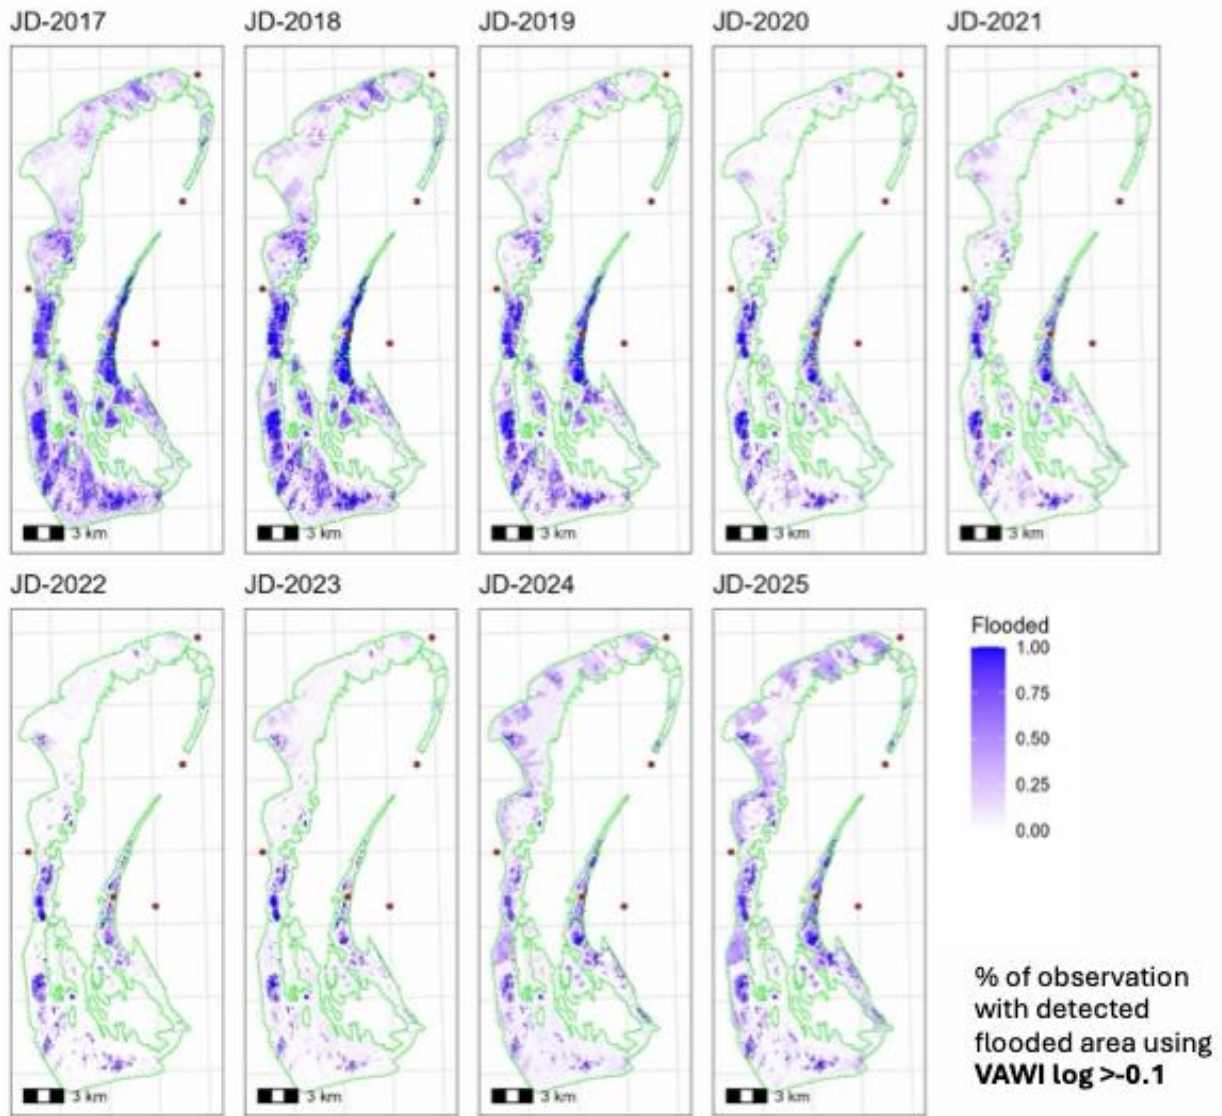 JD-2017
JD-2018
JD-2019
JD-2020
JD-2021
3 km
3 km
3 km
3 km
3 km
JD-2022
JD-2023
JD-2024
JD-2025
Flooded
1.00
0.75
0.50
0.25
0.00
% of observation
with detected
flooded area using
VAWI log >-0.1
3 km
3 km
3 km
3 km